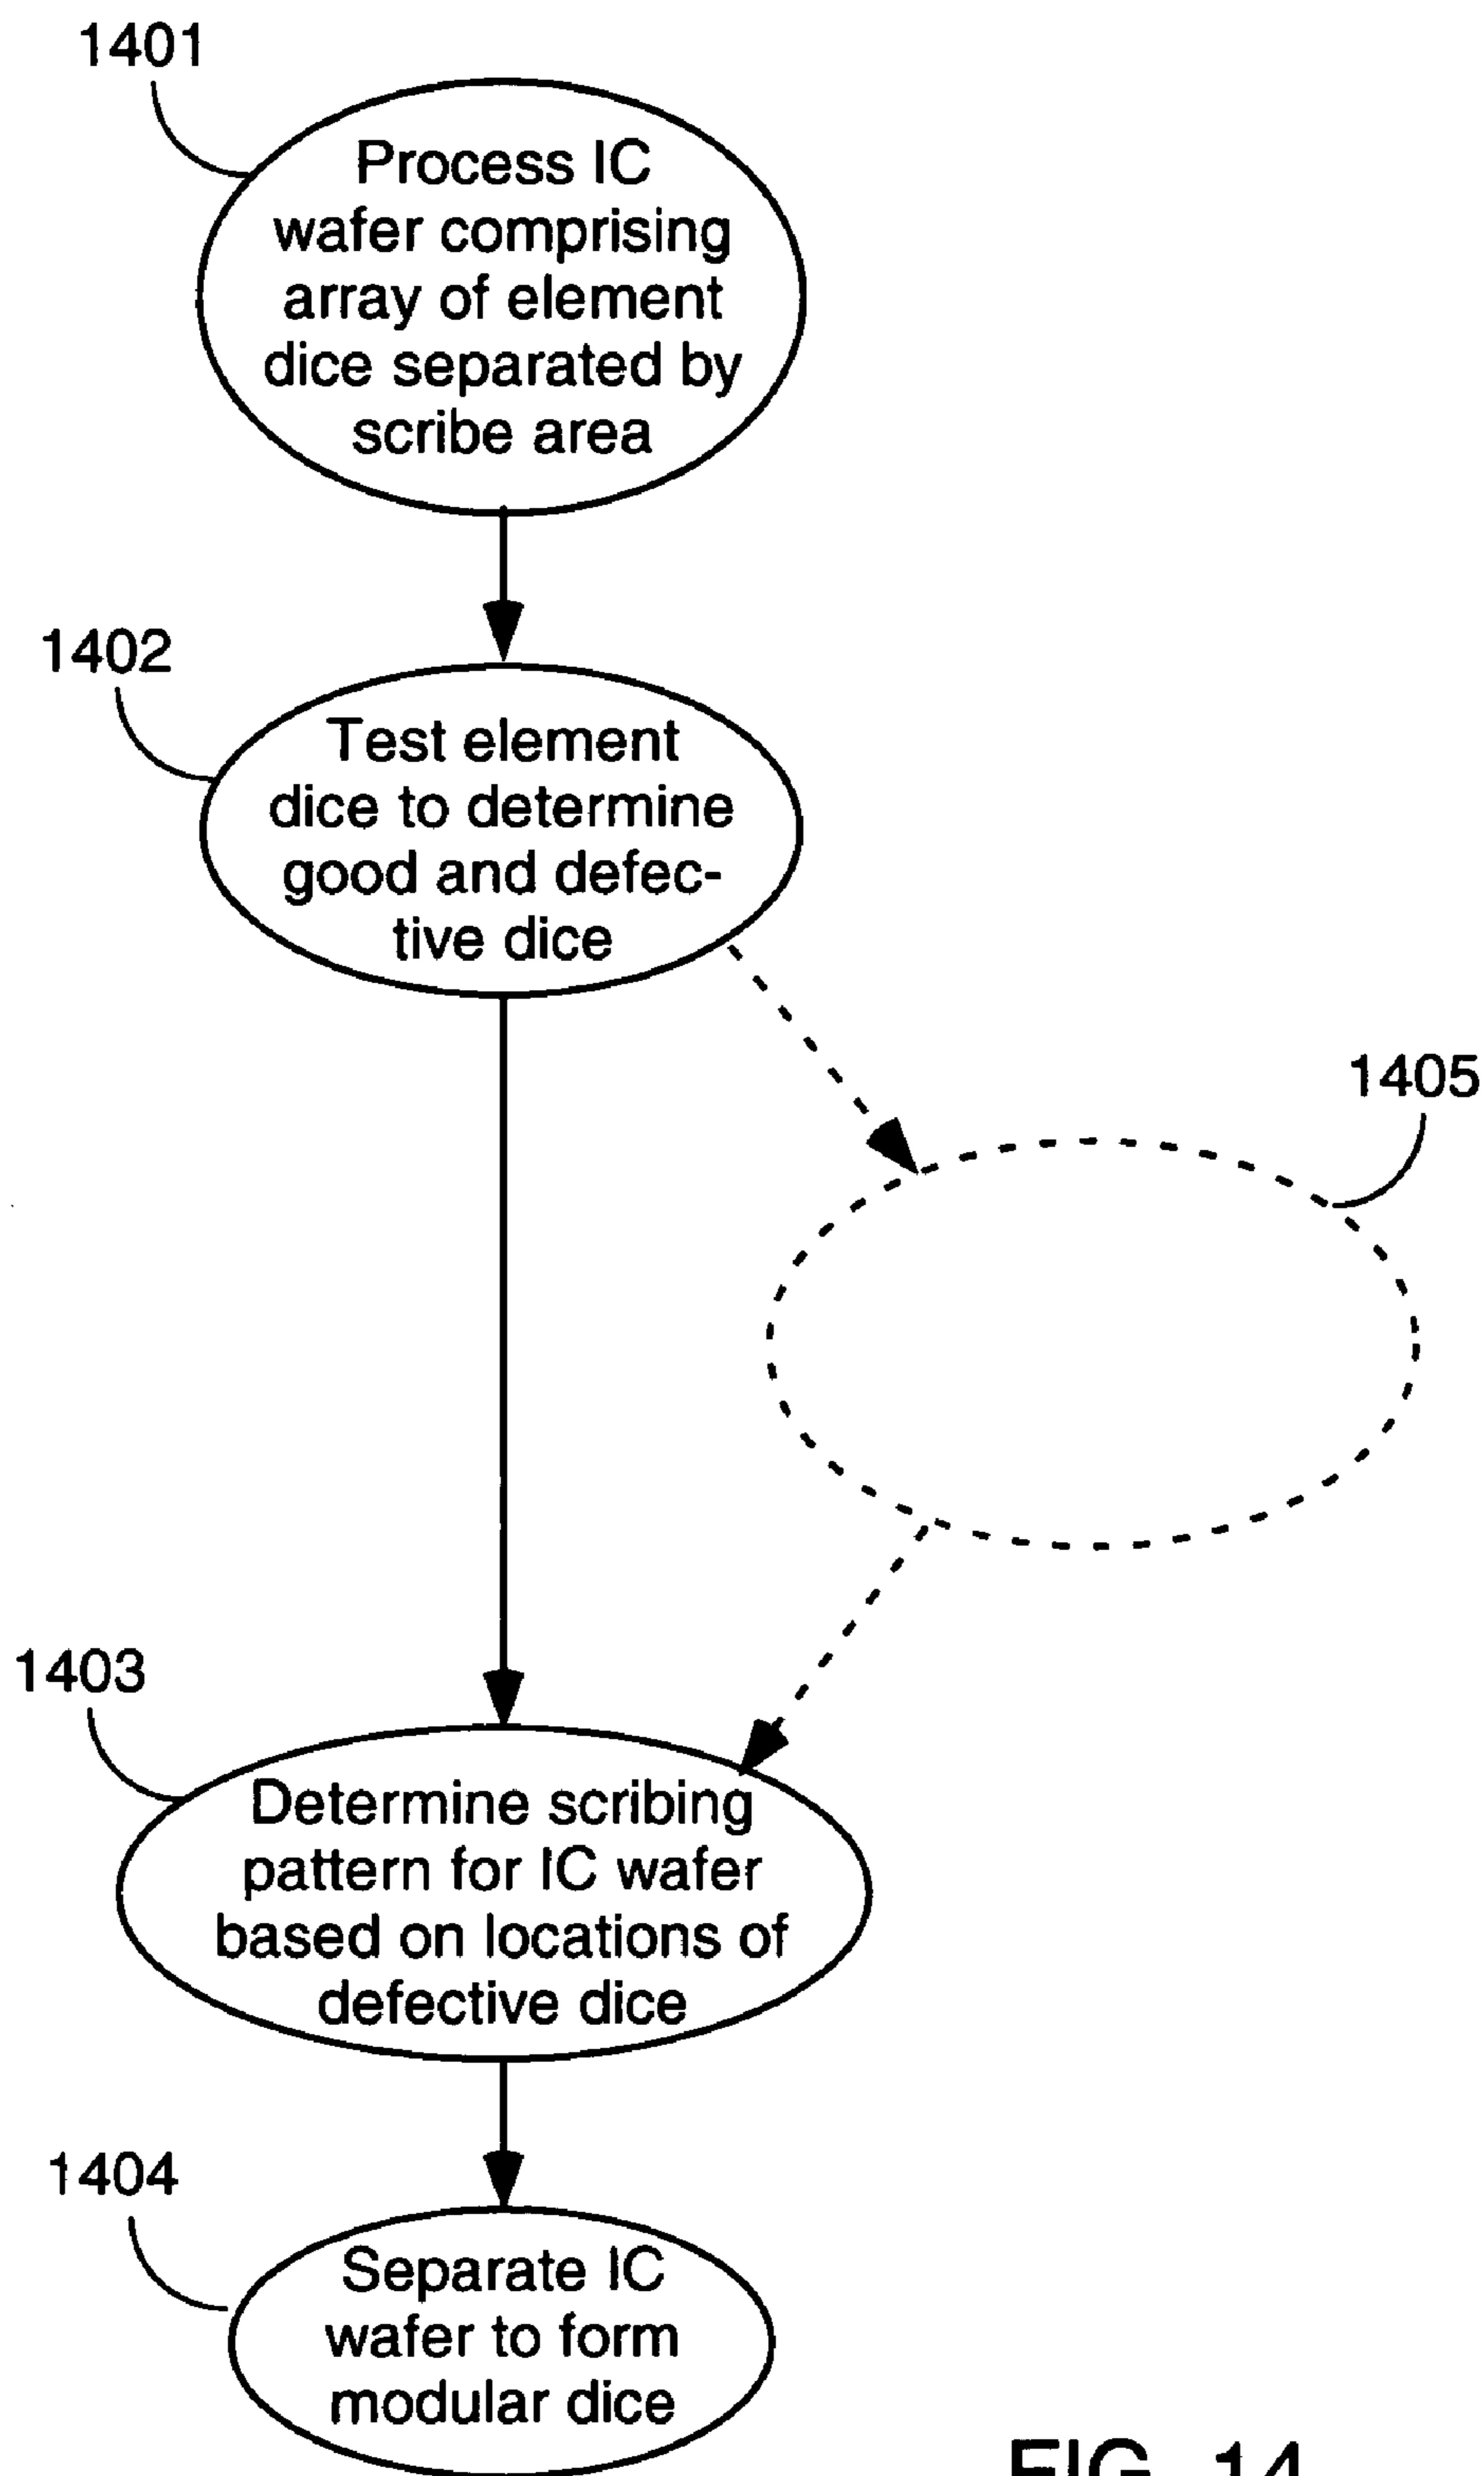 1401
Process IC
wafer comprising
array of element
dice separated by
scribe area
1402
Test element
dice to determine
good and defec-
tive dice
1405
1403
Determine scribing
pattern for IC wafer
based on locations of
defective dice
1404
Separate IC
wafer to form
modular dice
FIG. 14